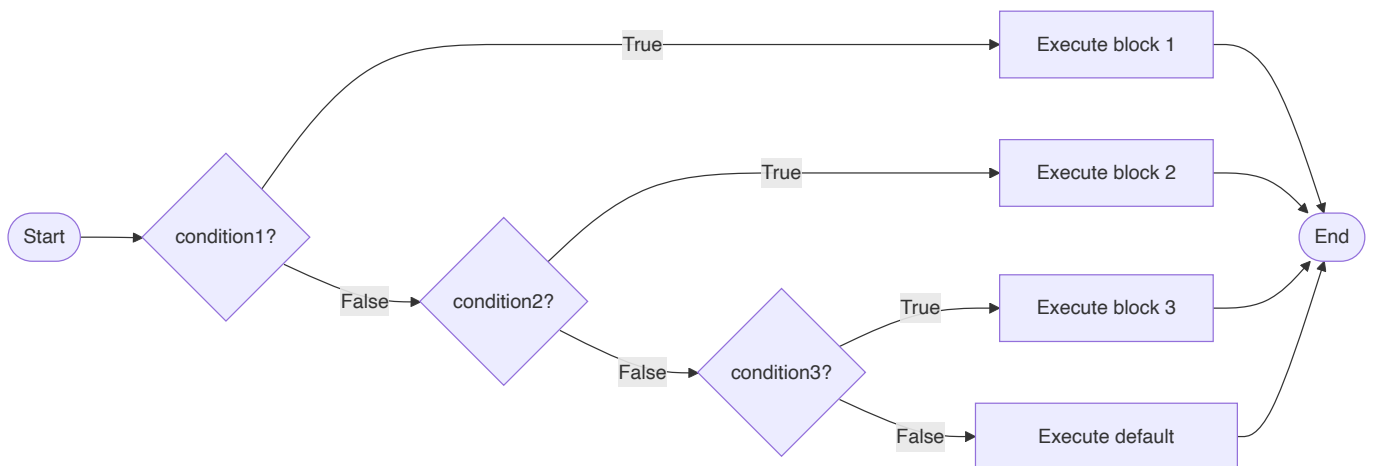 True
Execute block 1
True
Execute block 2
Start
condition1?
End
False
condition2?
True
Execute block 3
False
condition3?
False
Execute default